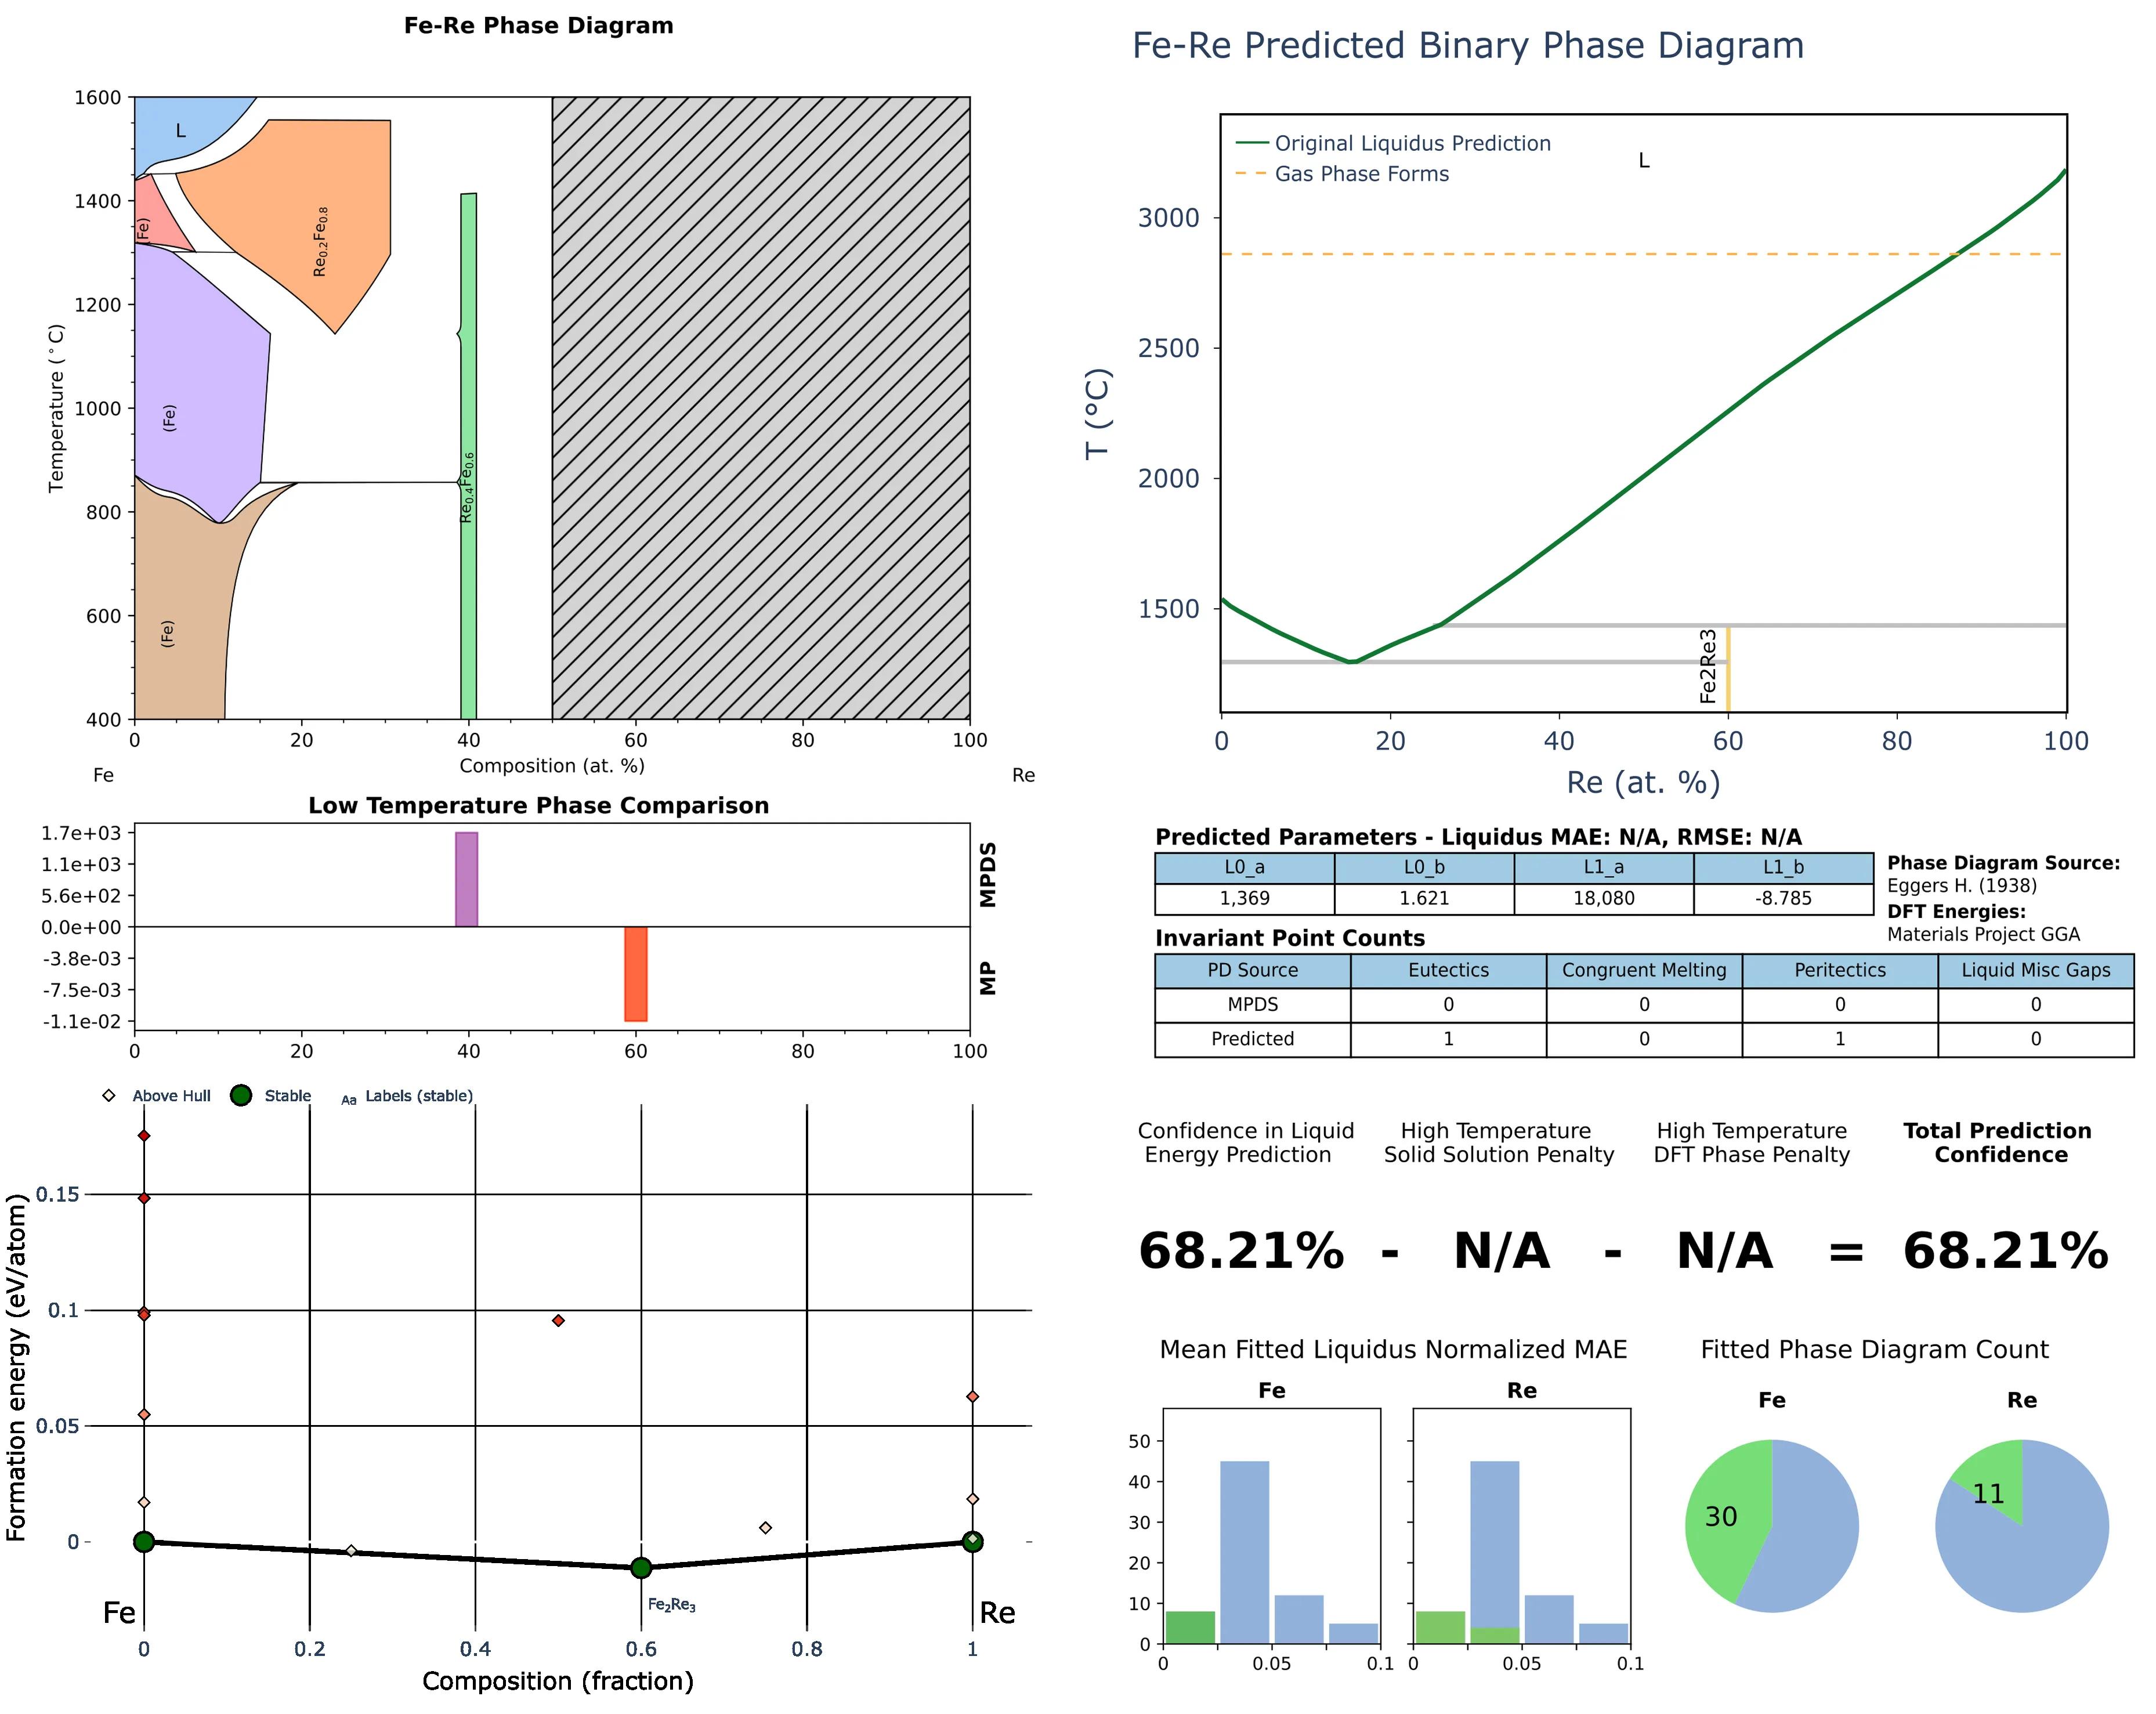 Fe-Re Phase Diagram
1600
1400
1200
1000
800
600
400
Temperature (°C)
L
(Fe)
Re0.2Fe0.8
(Fe)
(Fe)
Re0.4Fe0.6
0 20 40 60 80 100
Fe Composition (at. %) Re
Low Temperature Phase Comparison
1.7e+03
1.1e+03
5.6e+02
0.0e+00
-3.8e-03
-7.5e-03
-1.1e-02
MPDS
MP
0 20 40 60 80 100
Above Hull Stable Aa Labels (stable)
Formation energy (eV/atom)
0.15
0.1
0.05
0
Fe2Re3
Fe Re
0 0.2 0.4 0.6 0.8 1
Composition (fraction)
Fe-Re Predicted Binary Phase Diagram
Original Liquidus Prediction
Gas Phase Forms
L
T (°C)
3000
2500
2000
1500
Fe2Re3
0 20 40 60 80 100
Re (at. %)
Predicted Parameters - Liquidus MAE: N/A, RMSE: N/A
L0_a L0_b L1_a L1_b
1,369 1.621 18,080 -8.785
Phase Diagram Source:
Eggers H. (1938)
DFT Energies:
Materials Project GGA
Invariant Point Counts
PD Source Eutectics Congruent Melting Peritectics Liquid Misc Gaps
MPDS 0 0 0 0
Predicted 1 0 1 0
Confidence in Liquid
Energy Prediction
High Temperature
Solid Solution Penalty
High Temperature
DFT Phase Penalty
Total Prediction
Confidence
68.21% - N/A - N/A = 68.21%
Mean Fitted Liquidus Normalized MAE
Fe Re
50
40
30
20
10
0
0 0.05 0.1 0 0.05 0.1
Fitted Phase Diagram Count
Fe Re
30 11